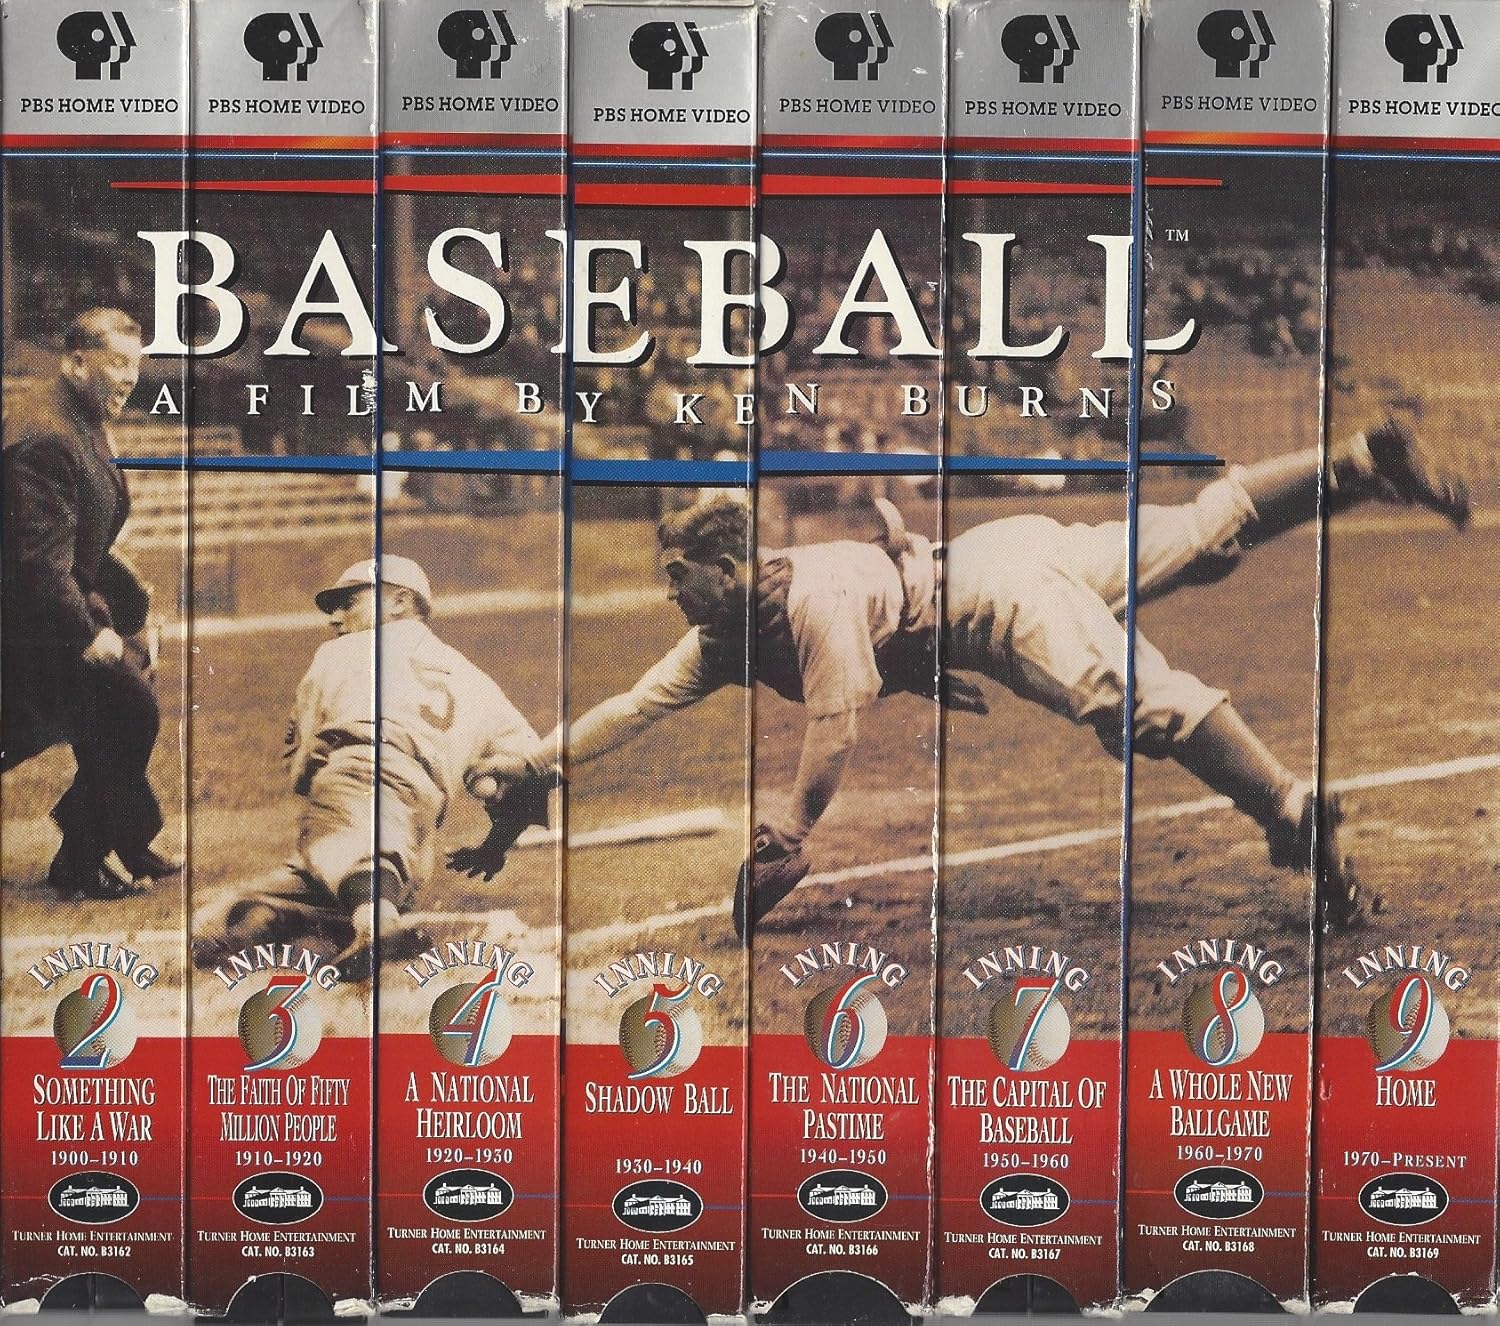 PBS HOME VIDEO
PBS HOME VIDEO
PBS HOME VIDEO
PBS HOME VIDEO
PBS HOME VIDEO
PBS HOME VIDEO
PBS HOME VIDEO
PBS HOME VIDEO
BASEBALL™
A FILM BY KEN BURNS
5
INNING
2
SOMETHING
LIKE A WAR
1900–1910
TURNER HOME ENTERTAINMENT
CAT. NO. B3162
INNING
3
THE FAITH OF FIFTY
MILLION PEOPLE
1910–1920
TURNER HOME ENTERTAINMENT
CAT. NO. B3163
INNING
4
A NATIONAL
HEIRLOOM
1920–1930
TURNER HOME ENTERTAINMENT
CAT. NO. B3164
INNING
5
SHADOW BALL
1930–1940
TURNER HOME ENTERTAINMENT
CAT. NO. B3165
INNING
6
THE NATIONAL
PASTIME
1940–1950
TURNER HOME ENTERTAINMENT
CAT. NO. B3166
INNING
7
THE CAPITAL OF
BASEBALL
1950–1960
TURNER HOME ENTERTAINMENT
CAT. NO. B3167
INNING
8
A WHOLE NEW
BALLGAME
1960–1970
TURNER HOME ENTERTAINMENT
CAT. NO. B3168
INNING
9
HOME
1970–PRESENT
TURNER HOME ENTERTAINMENT
CAT. NO. B3169